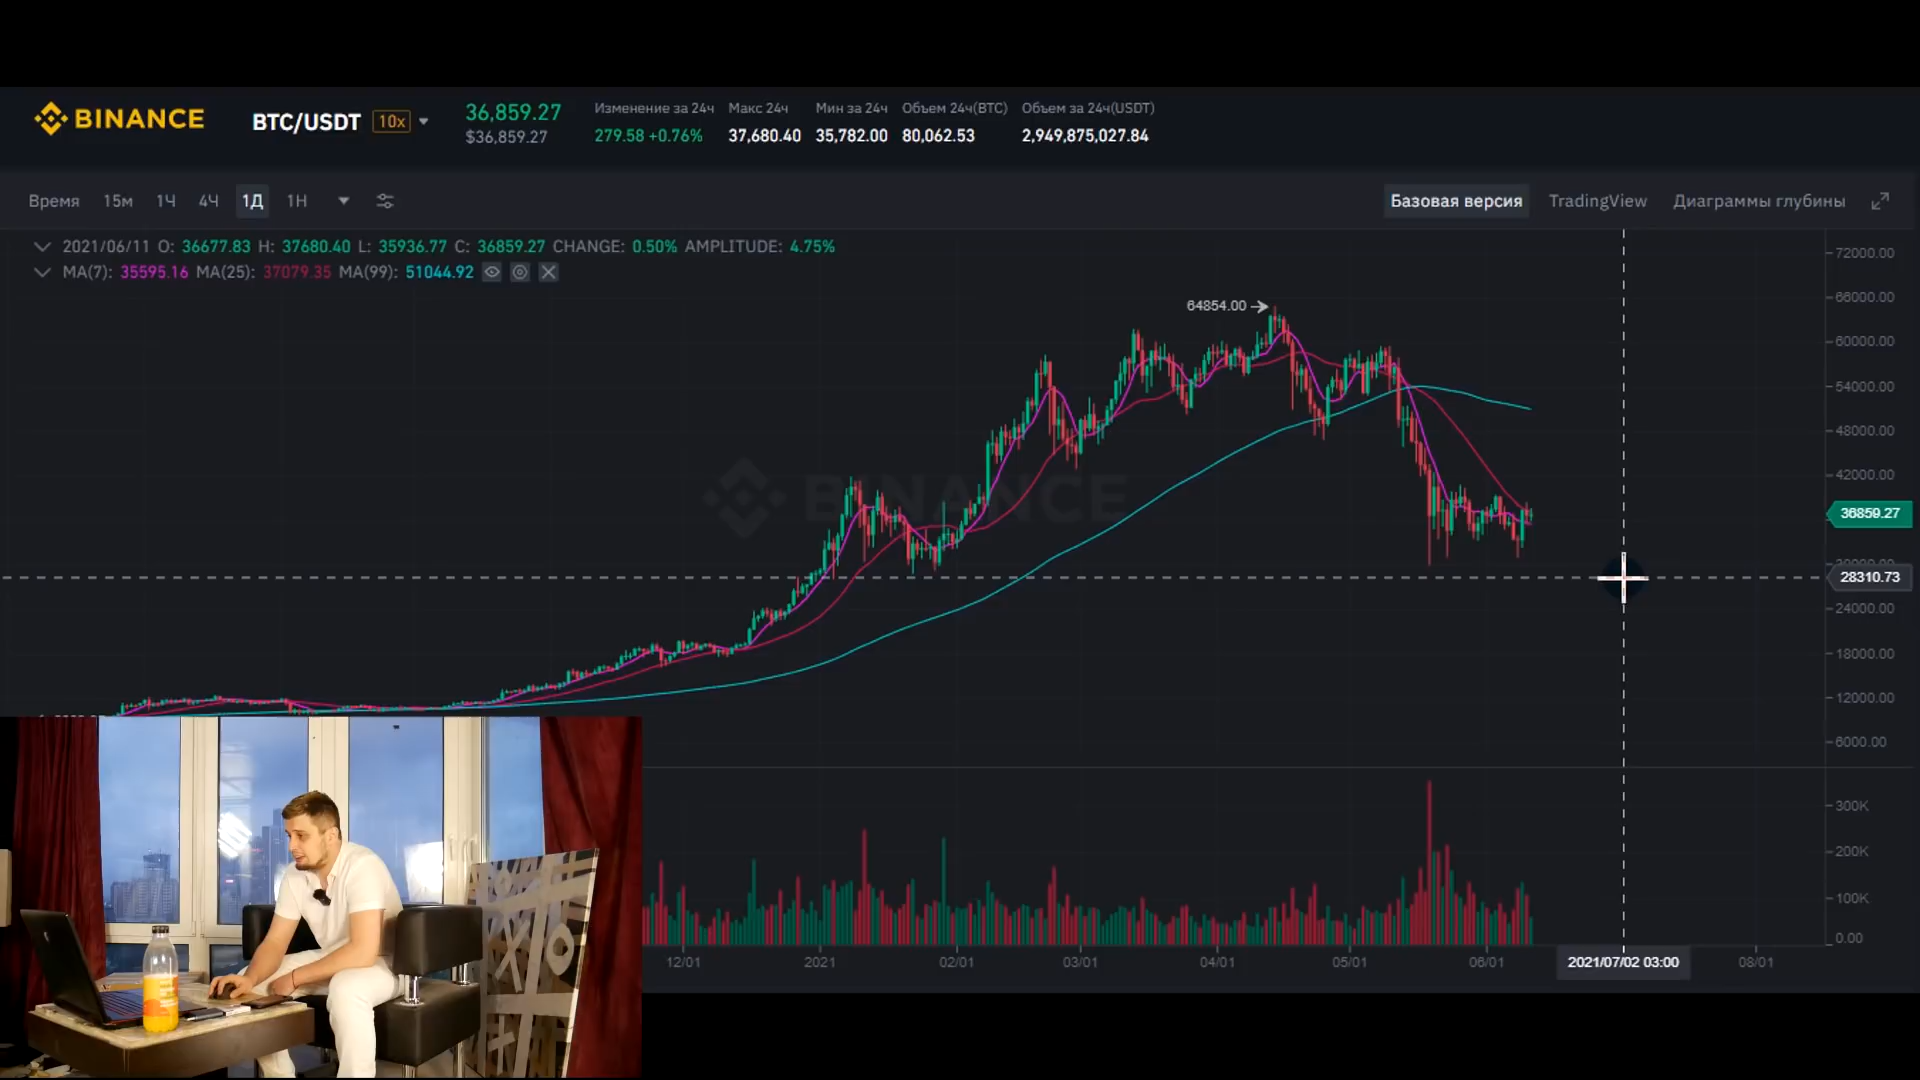 BINANCE
BTC/USDT 10x
36,859.27
$36,859.27
Изменение за 24ч
279.58 +0.76%
Макс 24ч
37,680.40
Мин за 24ч
35,782.00
Объем 24ч(BTC)
80,062.53
Объем за 24ч(USDT)
2,949,875,027.84
Время 15м 1Ч 4Ч 1Д 1Н
Базовая версия TradingView Диаграммы глубины
2021/06/11 O: 36677.83 H: 37680.40 L: 35936.77 C: 36859.27 CHANGE: 0.50% AMPLITUDE: 4.75%
MA(7): 35595.16 MA(25): 37079.35 MA(99): 51044.92
64854.00
BINANCE
72000.00
66000.00
60000.00
54000.00
48000.00
42000.00
36859.27
30000.00
28310.73
24000.00
18000.00
12000.00
6000.00
300K
200K
100K
0.00
12/01 2021 02/01 03/01 04/01 05/01 06/01 2021/07/02 03:00 08/01